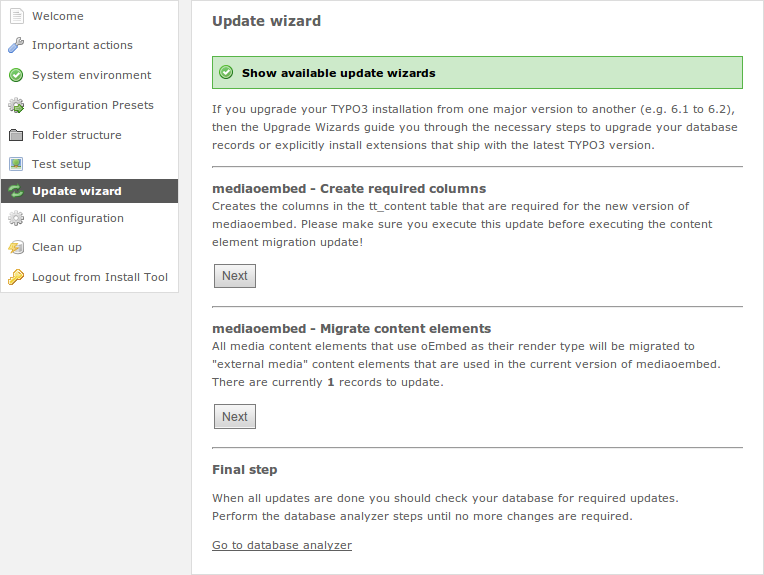 Welcome
Important actions
System environment
Configuration Presets
Folder structure
Test setup
Update wizard
All configuration
Clean up
Logout from Install Tool
Update wizard
Show available update wizards
If you upgrade your TYPO3 installation from one major version to another (e.g. 6.1 to 6.2),
then the Upgrade Wizards guide you through the necessary steps to upgrade your database
records or explicitly install extensions that ship with the latest TYPO3 version.
mediaoembed - Create required columns
Creates the columns in the tt_content table that are required for the new version of
mediaoembed. Please make sure you execute this update before executing the content
element migration update!
Next
mediaoembed - Migrate content elements
All media content elements that use oEmbed as their render type will be migrated to
"external media" content elements that are used in the current version of mediaoembed.
There are currently 1 records to update.
Next
Final step
When all updates are done you should check your database for required updates.
Perform the database analyzer steps until no more changes are required.
Go to database analyzer